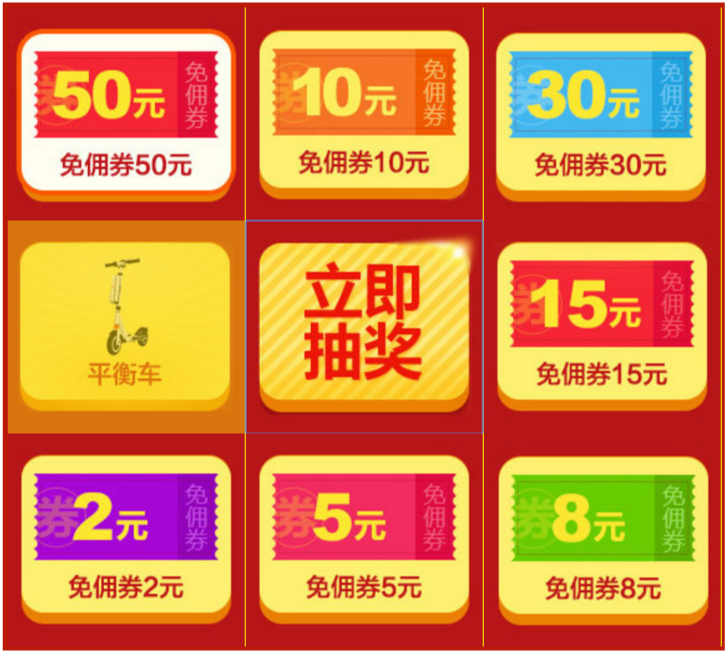 券50元
免佣券
免佣券50元
券10元
免佣券
免佣券10元
券30元
免佣券
免佣券30元
平衡车
立即
抽奖
券15元
免佣券
免佣券15元
券2元
免佣券
免佣券2元
券5元
免佣券
免佣券5元
券8元
免佣券
免佣券8元